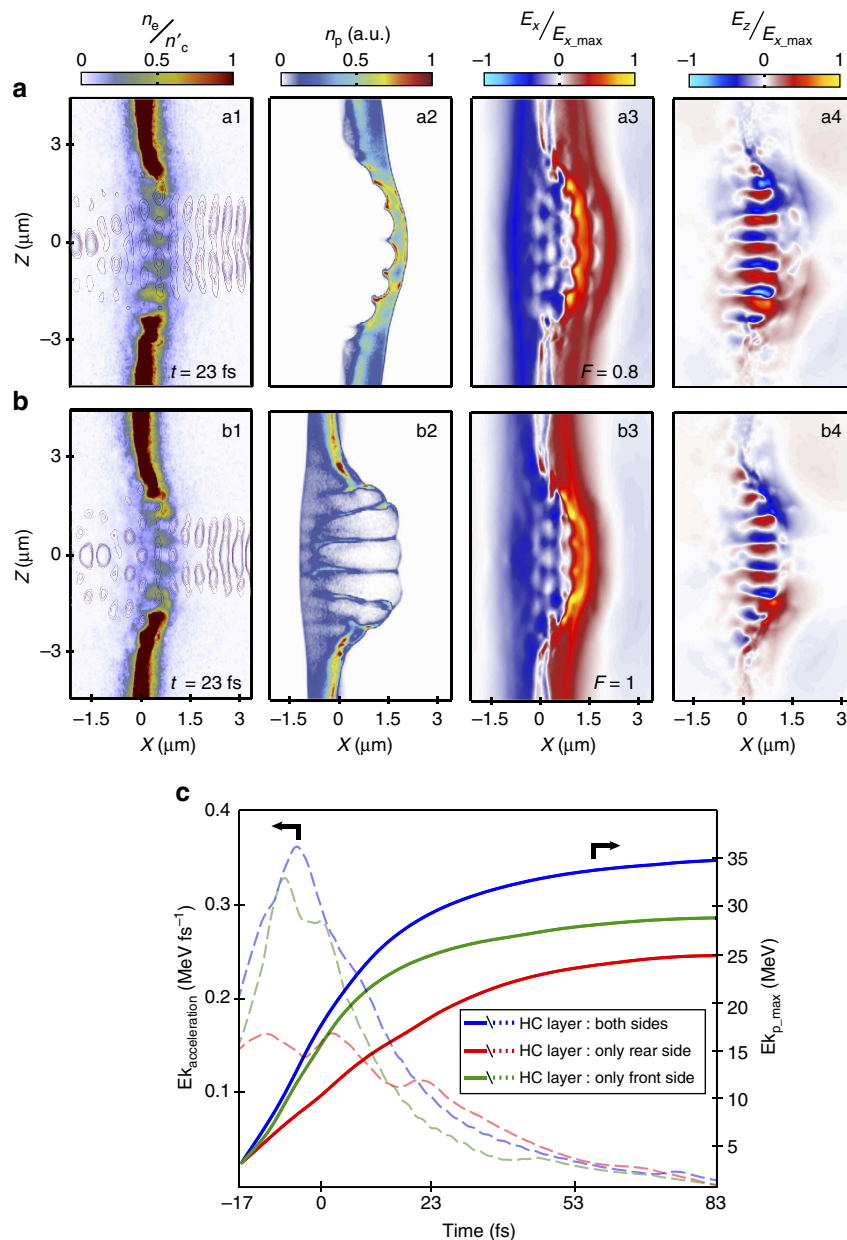 n_e/n'_c
n_p (a.u.)
E_x/E_x_max
E_z/E_x_max
0 0.5 1
0 0.5 1
−1 0 1
−1 0 1
a
a1 a2 a3 a4
3
0
−3
Z (μm)
t = 23 fs
F = 0.8
b
b1 b2 b3 b4
3
0
−3
Z (μm)
t = 23 fs
F = 1
−1.5 0 1.5 3
−1.5 0 1.5 3
−1.5 0 1.5 3
−1.5 0 1.5 3
X (μm)
X (μm)
X (μm)
X (μm)
c
0.4
0.3
0.2
0.1
Ek_acceleration (MeV fs⁻¹)
35
30
25
20
15
10
5
Ek_p_max (MeV)
HC layer : both sides
HC layer : only rear side
HC layer : only front side
−17 0 23 53 83
Time (fs)